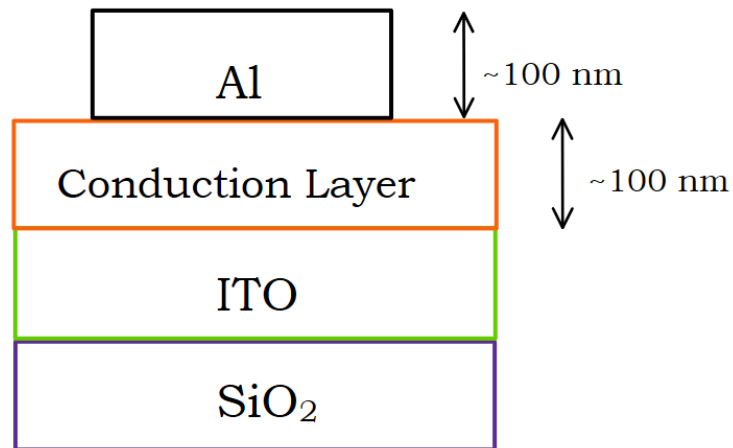 Al
~100 nm
Conduction Layer
~100 nm
ITO
SiO₂